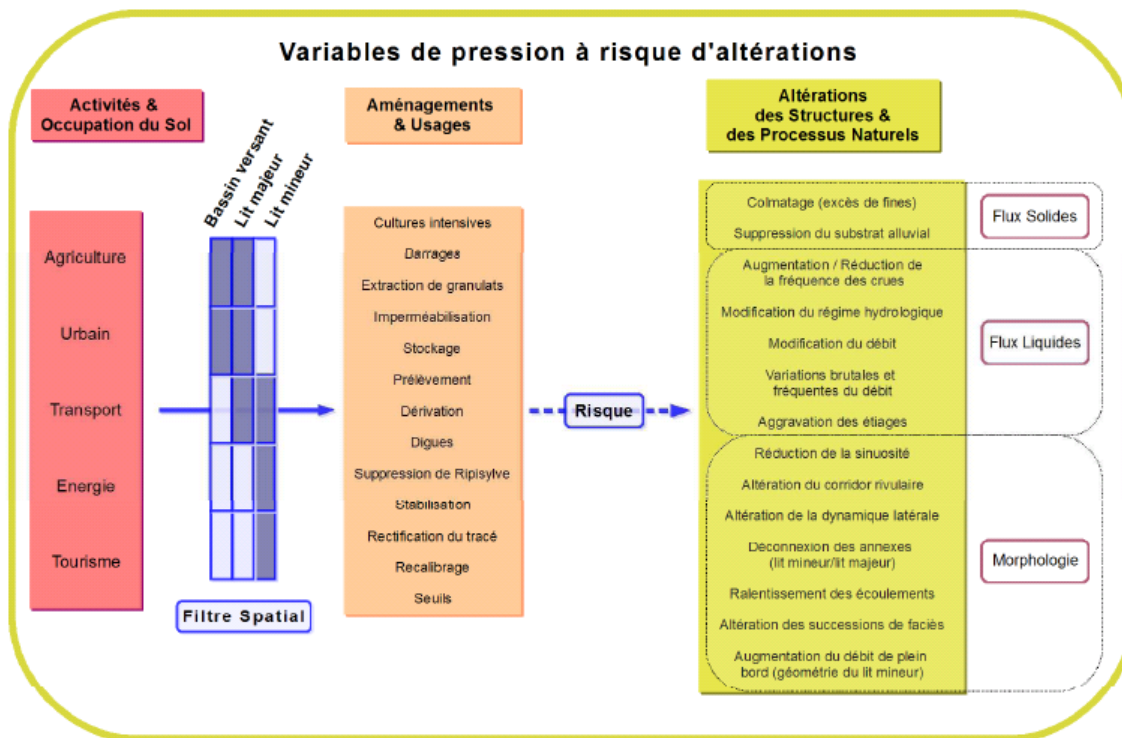 Variables de pression à risque d'altérations
Activités &
Occupation du Sol
Bassin versant
Lit majeur
Lit mineur
Aménagements
& Usages
Altérations
des Structures &
des Processus Naturels
Agriculture
Urbain
Transport
Energie
Tourisme
Filtre Spatial
Cultures intensives
Barrages
Extraction de granulats
Imperméabilisation
Stockage
Prélèvement
Dérivation
Digues
Suppression de Ripisylve
Stabilisation
Rectification du tracé
Recalibrage
Seuils
Risque
Colmatage (excès de fines)
Suppression du substrat alluvial
Flux Solides
Augmentation / Réduction de
la fréquence des crues
Modification du régime hydrologique
Modification du débit
Variations brutales et
fréquentes du débit
Aggravation des étiages
Flux Liquides
Réduction de la sinuosité
Altération du corridor rivulaire
Altération de la dynamique latérale
Déconnexion des annexes
(lit mineur/lit majeur)
Ralentissement des écoulements
Altération des successions de faciès
Augmentation du débit de plein
bord (géométrie du lit mineur)
Morphologie